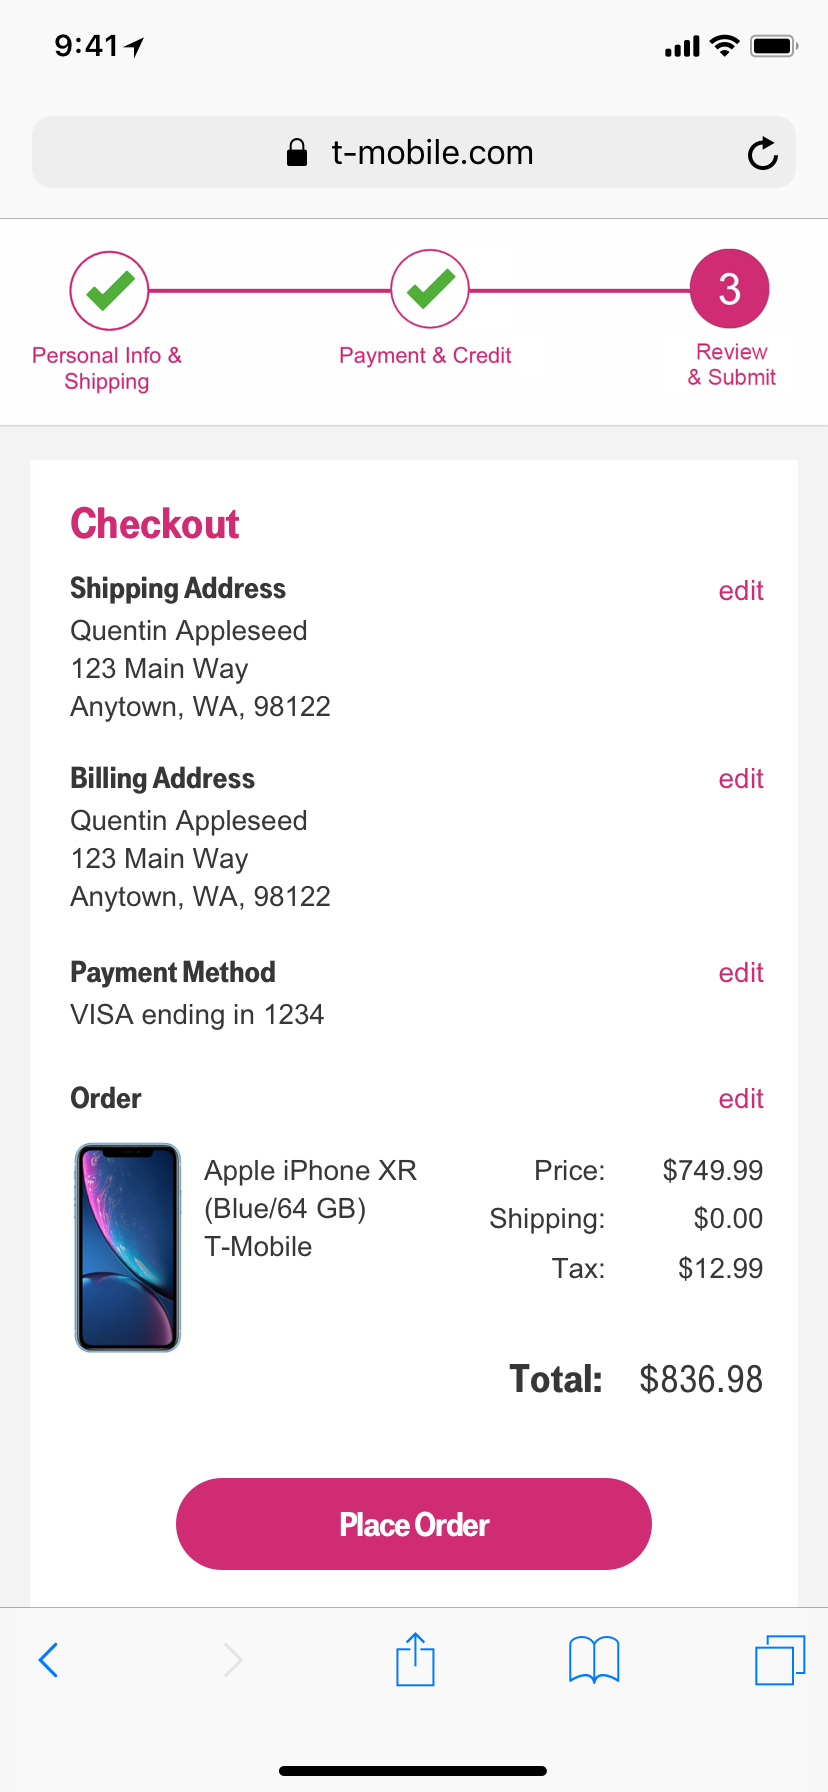 9:41
t-mobile.com
3
Personal Info &
Shipping
Payment & Credit
Review
& Submit
Checkout
Shipping Address edit
Quentin Appleseed
123 Main Way
Anytown, WA, 98122
Billing Address edit
Quentin Appleseed
123 Main Way
Anytown, WA, 98122
Payment Method edit
VISA ending in 1234
Order edit
Apple iPhone XR Price: $749.99
(Blue/64 GB) Shipping: $0.00
T-Mobile Tax: $12.99
Total: $836.98
Place Order